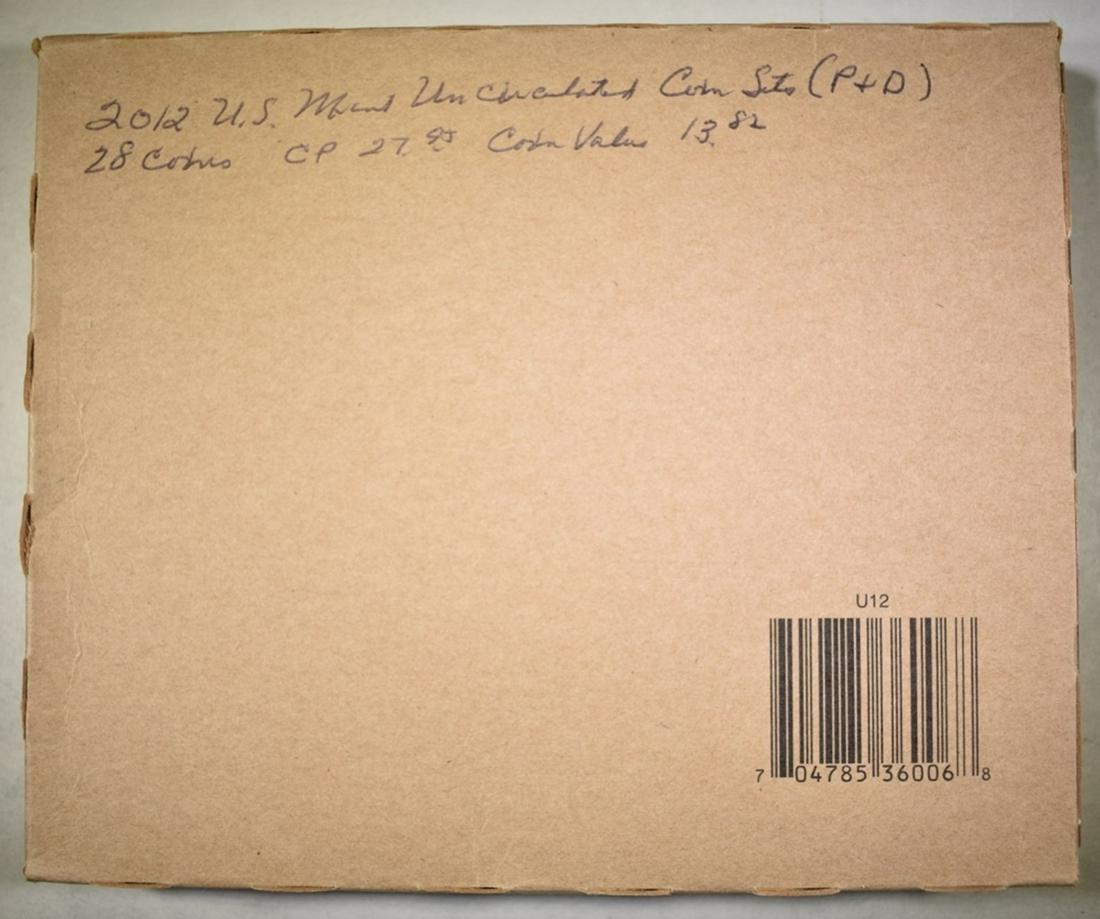 2012 U.S. Mint Uncirculated Coin Sets (P+D)
28 Coins CP 27.95 Coin Value 13.82
U12
7 04785 36006 8